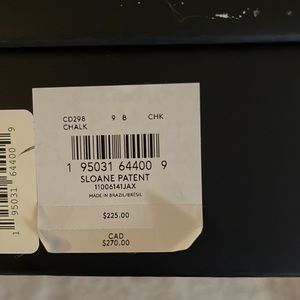 CD298 9 B CHK
CHALK
1 95031 64400 9
SLOANE PATENT
11006141JAX
MADE IN BRAZIL/BRÉSIL
$225.00
CAD
$270.00
1 95031 64400 9